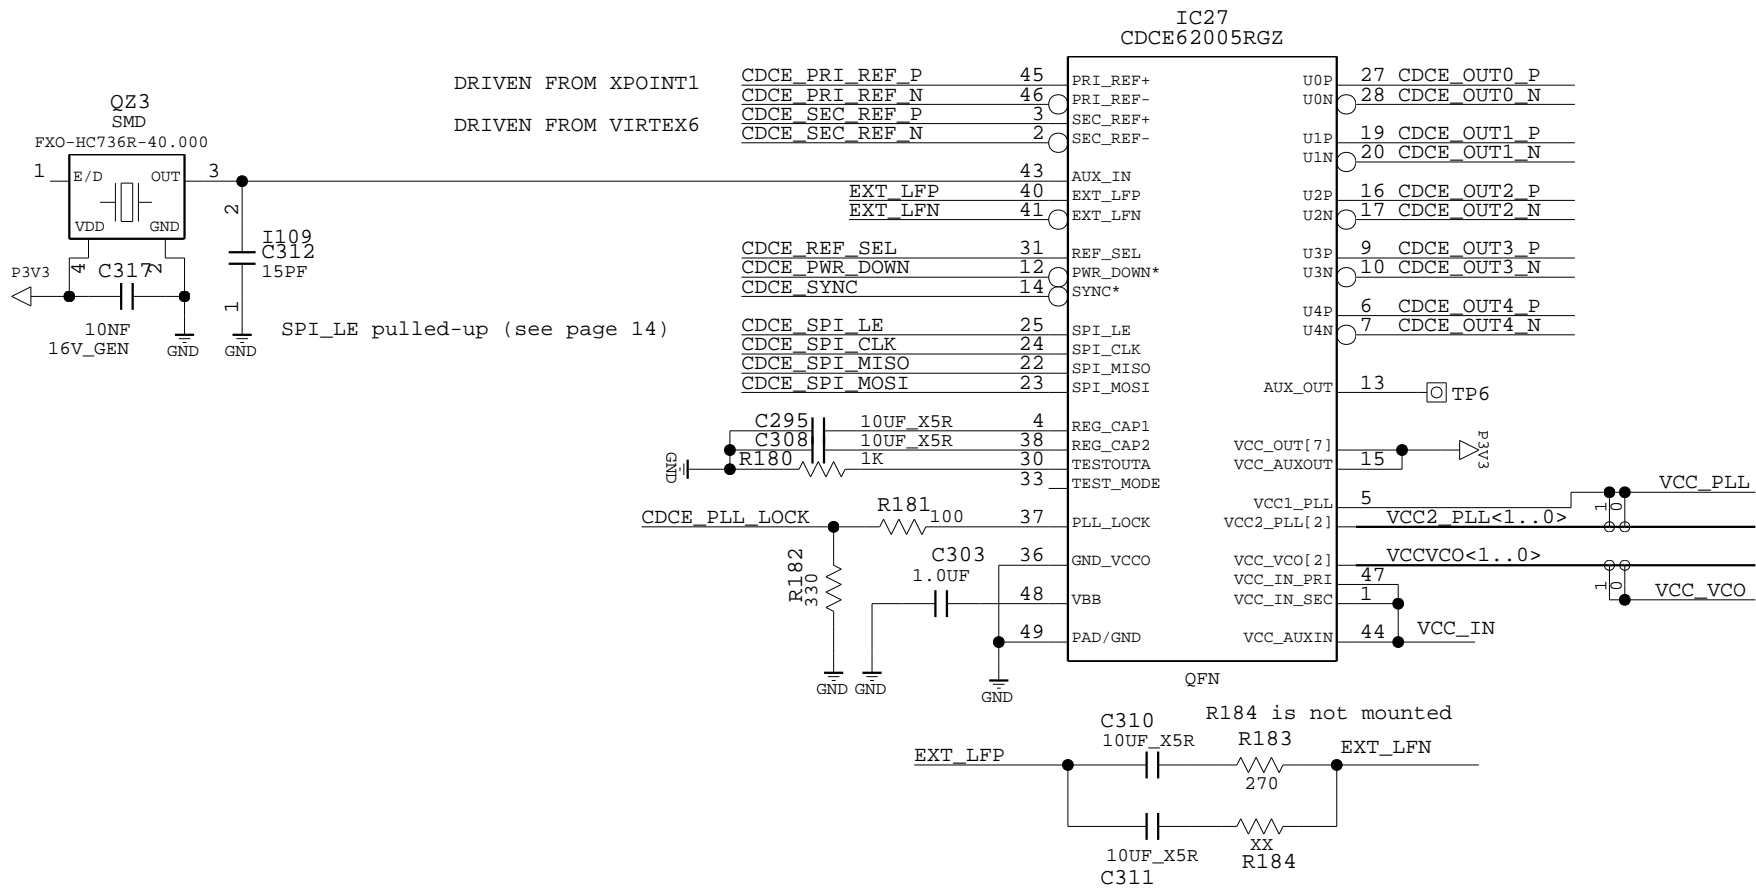 IC27
CDCE62005RGZ
QZ3
SMD
FXO-HC736R-40.000
1
E/D
OUT
3
VDD
GND
4
2
P3V3
C317
10NF
16V_GEN
GND
2
I109
C312
15PF
1
GND
DRIVEN FROM XPOINT1
DRIVEN FROM VIRTEX6
SPI_LE pulled-up (see page 14)
CDCE_PRI_REF_P 45 PRI_REF+
CDCE_PRI_REF_N 46 PRI_REF-
CDCE_SEC_REF_P 3 SEC_REF+
CDCE_SEC_REF_N 2 SEC_REF-
43 AUX_IN
EXT_LFP 40 EXT_LFP
EXT_LFN 41 EXT_LFN
CDCE_REF_SEL 31 REF_SEL
CDCE_PWR_DOWN 12 PWR_DOWN*
CDCE_SYNC 14 SYNC*
CDCE_SPI_LE 25 SPI_LE
CDCE_SPI_CLK 24 SPI_CLK
CDCE_SPI_MISO 22 SPI_MISO
CDCE_SPI_MOSI 23 SPI_MOSI
C295 10UF_X5R 4 REG_CAP1
C308 10UF_X5R 38 REG_CAP2
GND R180 1K 30 TESTOUTA
33 TEST_MODE
CDCE_PLL_LOCK R181 100 37 PLL_LOCK
R182
330
GND
36 GND_VCCO
C303
1.0UF
48 VBB
GND
49 PAD/GND
GND
U0P 27 CDCE_OUT0_P
U0N 28 CDCE_OUT0_N
U1P 19 CDCE_OUT1_P
U1N 20 CDCE_OUT1_N
U2P 16 CDCE_OUT2_P
U2N 17 CDCE_OUT2_N
U3P 9 CDCE_OUT3_P
U3N 10 CDCE_OUT3_N
U4P 6 CDCE_OUT4_P
U4N 7 CDCE_OUT4_N
AUX_OUT 13 TP6
VCC_OUT[7]
VCC_AUXOUT 15
P3V3
VCC1_PLL 5
VCC_PLL
1
0
VCC2_PLL[2] VCC2_PLL<1..0>
VCC_VCO[2] VCCVCO<1..0>
1
0
VCC_VCO
VCC_IN_PRI 47
VCC_IN_SEC 1
VCC_AUXIN 44 VCC_IN
QFN
R184 is not mounted
EXT_LFP
C310
10UF_X5R
R183
270
EXT_LFN
10UF_X5R
C311
XX
R184